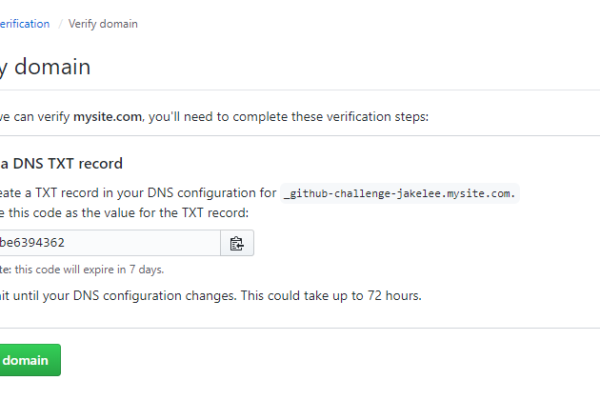 erification / Verify domain
y domain
we can verify mysite.com, you'll need to complete these verification steps:
a DNS TXT record
eate a TXT record in your DNS configuration for _github-challenge-jakelee.mysite.com.
e this code as the value for the TXT record:
be6394362
te: this code will expire in 7 days.
it until your DNS configuration changes. This could take up to 72 hours.
domain